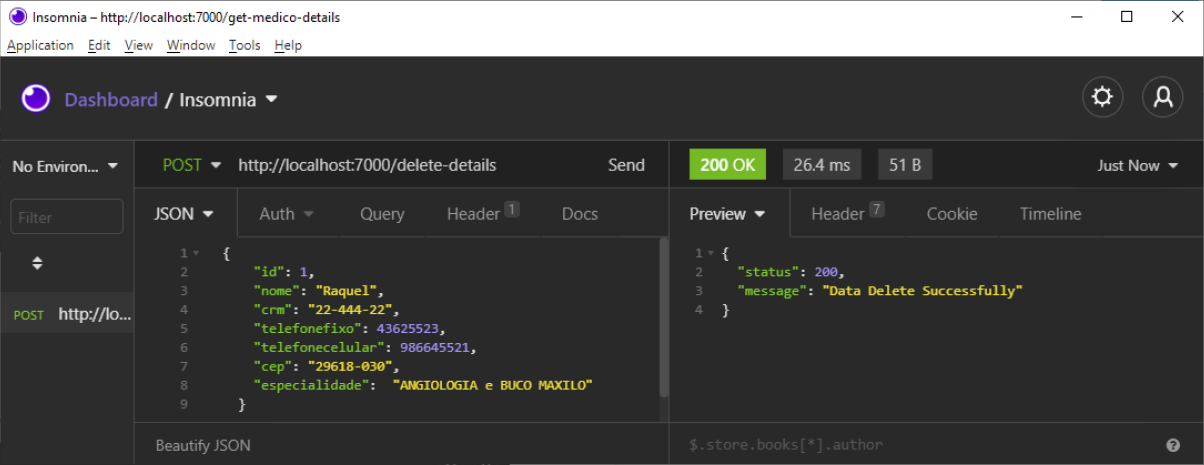 Insomnia – http://localhost:7000/get-medico-details
Application Edit View Window Tools Help
Dashboard / Insomnia
No Environ...
POST http://localhost:7000/delete-details Send
200 OK 26.4 ms 51 B Just Now
Filter
JSON Auth Query Header 1 Docs
Preview Header 7 Cookie Timeline
POST http://lo...
1 {
2 "id": 1,
3 "nome": "Raquel",
4 "crm": "22-444-22",
5 "telefonefixo": 43625523,
6 "telefonecelular": 986645521,
7 "cep": "29618-030",
8 "especialidade": "ANGIOLOGIA e BUCO MAXILO"
9 }
1 {
2 "status": 200,
3 "message": "Data Delete Successfully"
4 }
Beautify JSON
$.store.books[*].author
?